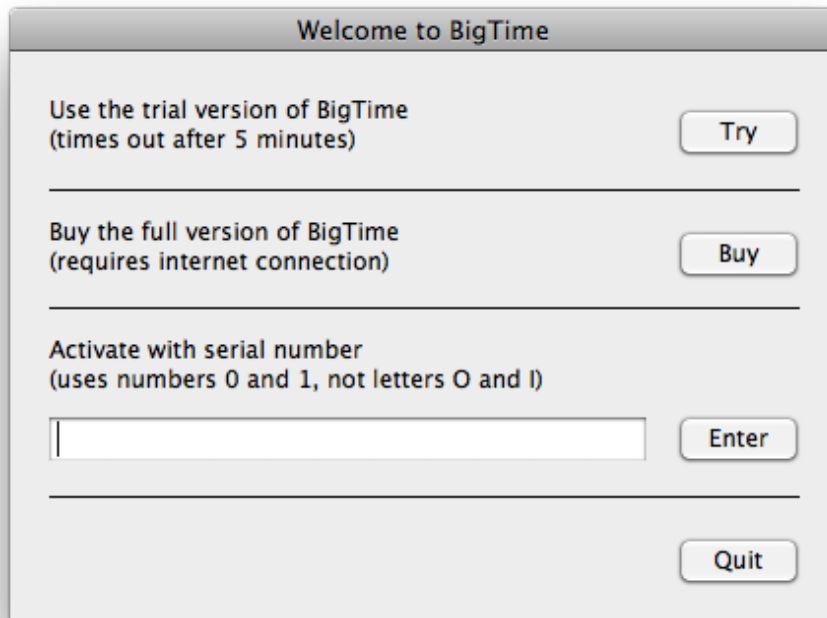 Welcome to BigTime
Use the trial version of BigTime
(times out after 5 minutes)
Try
Buy the full version of BigTime
(requires internet connection)
Buy
Activate with serial number
(uses numbers 0 and 1, not letters O and I)
Enter
Quit